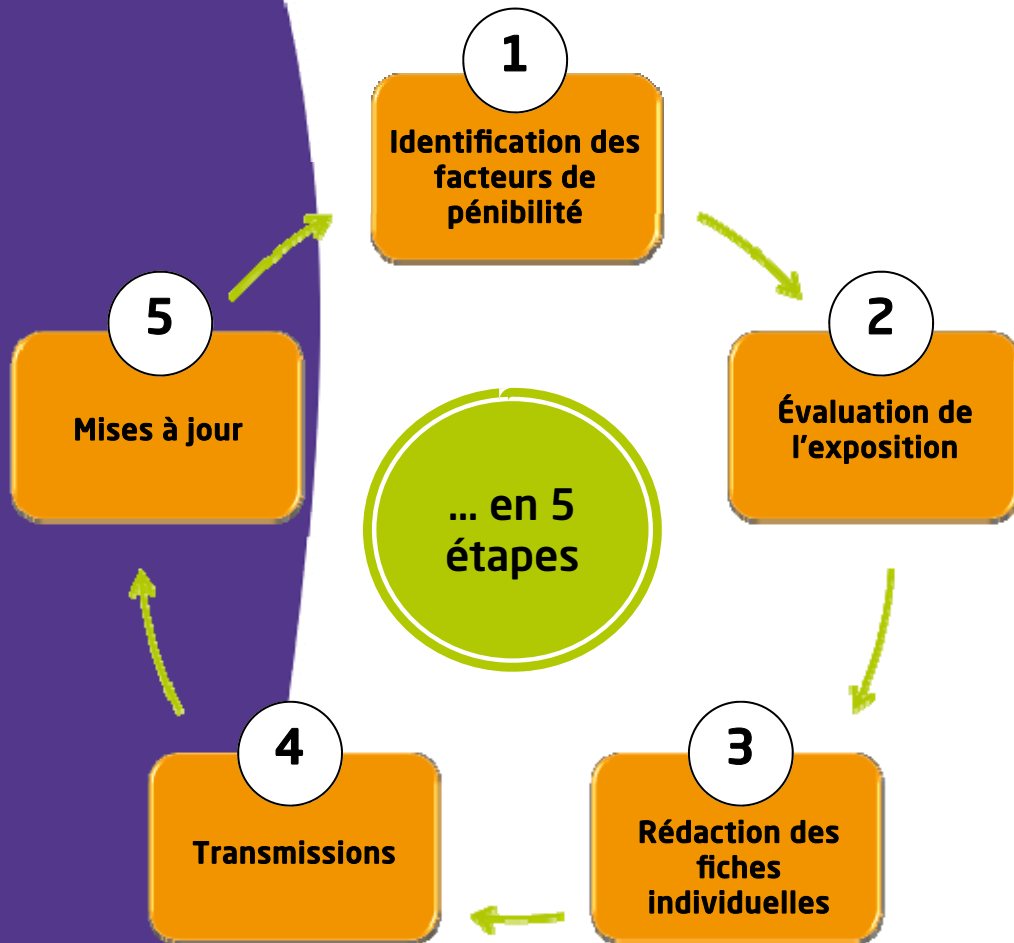 1
Identification des
facteurs de
pénibilité
2
Évaluation de
l'exposition
3
Rédaction des
fiches
individuelles
4
Transmissions
5
Mises à jour
... en 5
étapes